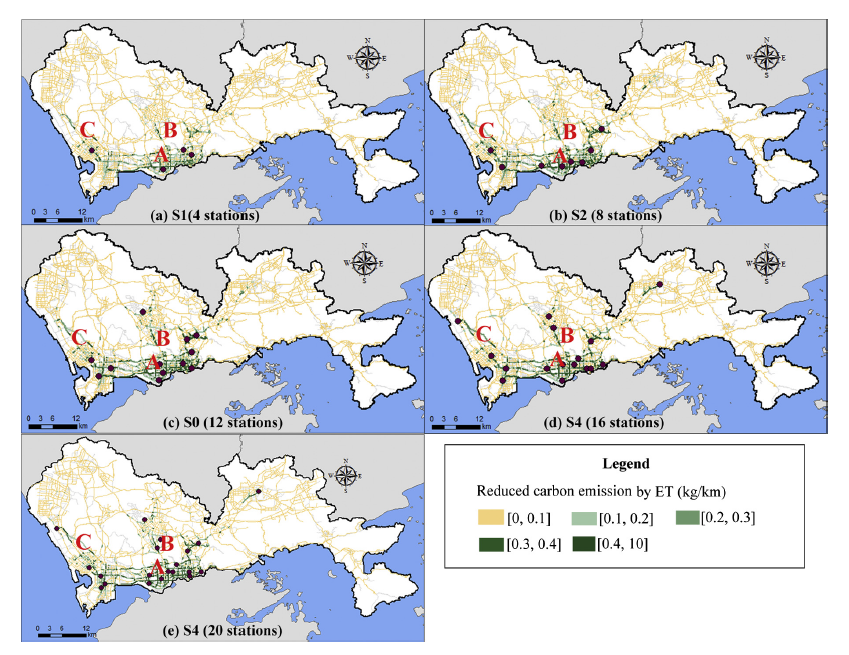 N
W E
S
C B
A
0 3 6 12
km
(a) S1(4 stations)
N
W E
S
C B
A
0 3 6 12
km
(b) S2 (8 stations)
N
W E
S
C B
A
0 3 6 12
km
(c) S0 (12 stations)
N
W E
S
C B
A
0 3 6 12
km
(d) S4 (16 stations)
N
W E
S
C B
A
0 3 6 12
km
(e) S4 (20 stations)
Legend
Reduced carbon emission by ET (kg/km)
[0, 0.1] [0.1, 0.2] [0.2, 0.3]
[0.3, 0.4] [0.4, 10]